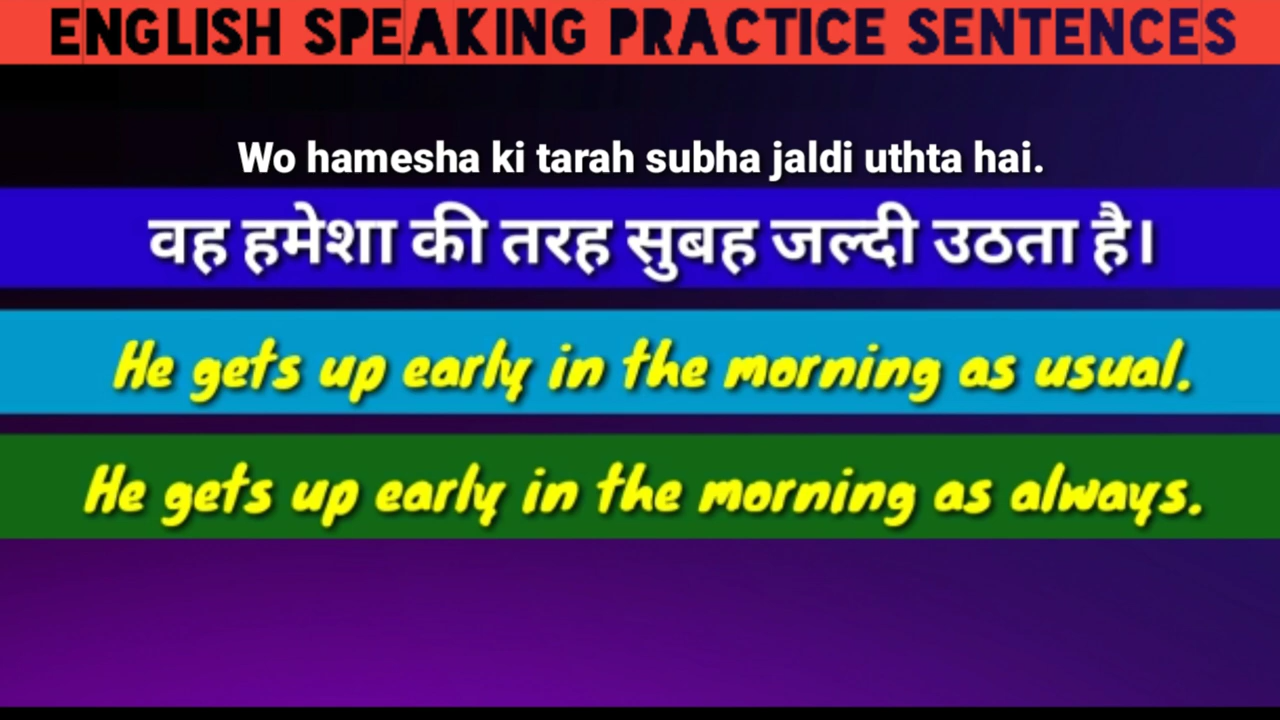 ENGLISH SPEAKING PRACTICE SENTENCES
Wo hamesha ki tarah subha jaldi uthta hai.
वह हमेशा की तरह सुबह जल्दी उठता है।
He gets up early in the morning as usual.
He gets up early in the morning as always.